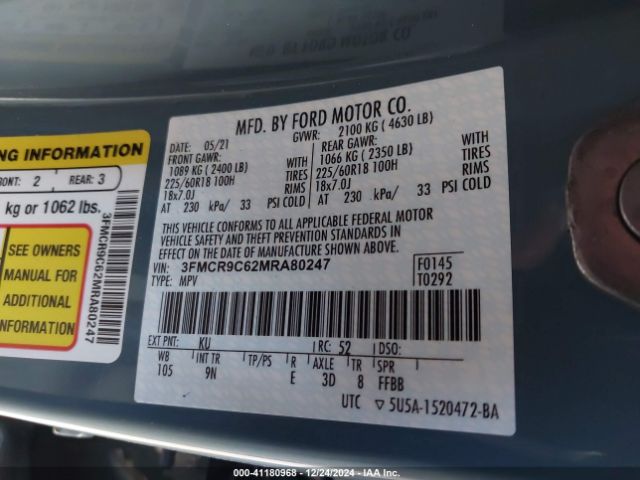 NG INFORMATION
RONT: 2 REAR: 3
kg or 1062 lbs.
SEE OWNERS
MANUAL FOR
ADDITIONAL
INFORMATION
3FMCR9C62MRA80247
MFD. BY FORD MOTOR CO.
DATE: 05/21 GVWR: 2100 KG ( 4630 LB)
FRONT GAWR: REAR GAWR:
1089 KG ( 2400 LB) WITH 1066 KG ( 2350 LB) WITH
225/60R18 100H TIRES 225/60R18 100H TIRES
18x7.0J RIMS 18x7.0J RIMS
AT 230 kPa/ 33 PSI COLD AT 230 kPa/ 33 PSI COLD
THIS VEHICLE CONFORMS TO ALL APPLICABLE FEDERAL MOTOR
VEHICLE SAFETY AND THEFT PREVENTION STANDARDS IN
EFFECT ON THE DATE OF MANUFACTURE SHOWN ABOVE.
VIN: 3FMCR9C62MRA80247 F0145
TYPE: MPV T0292
EXT PNT: KU RC: 52 DSO:
WB INT TR TP/PS R AXLE TR SPR
105 9N E 3D 8 FFBB
UTC ▽ 5U5A-1520472-BA
000-41180968 • 12/24/2024 • IAA Inc.